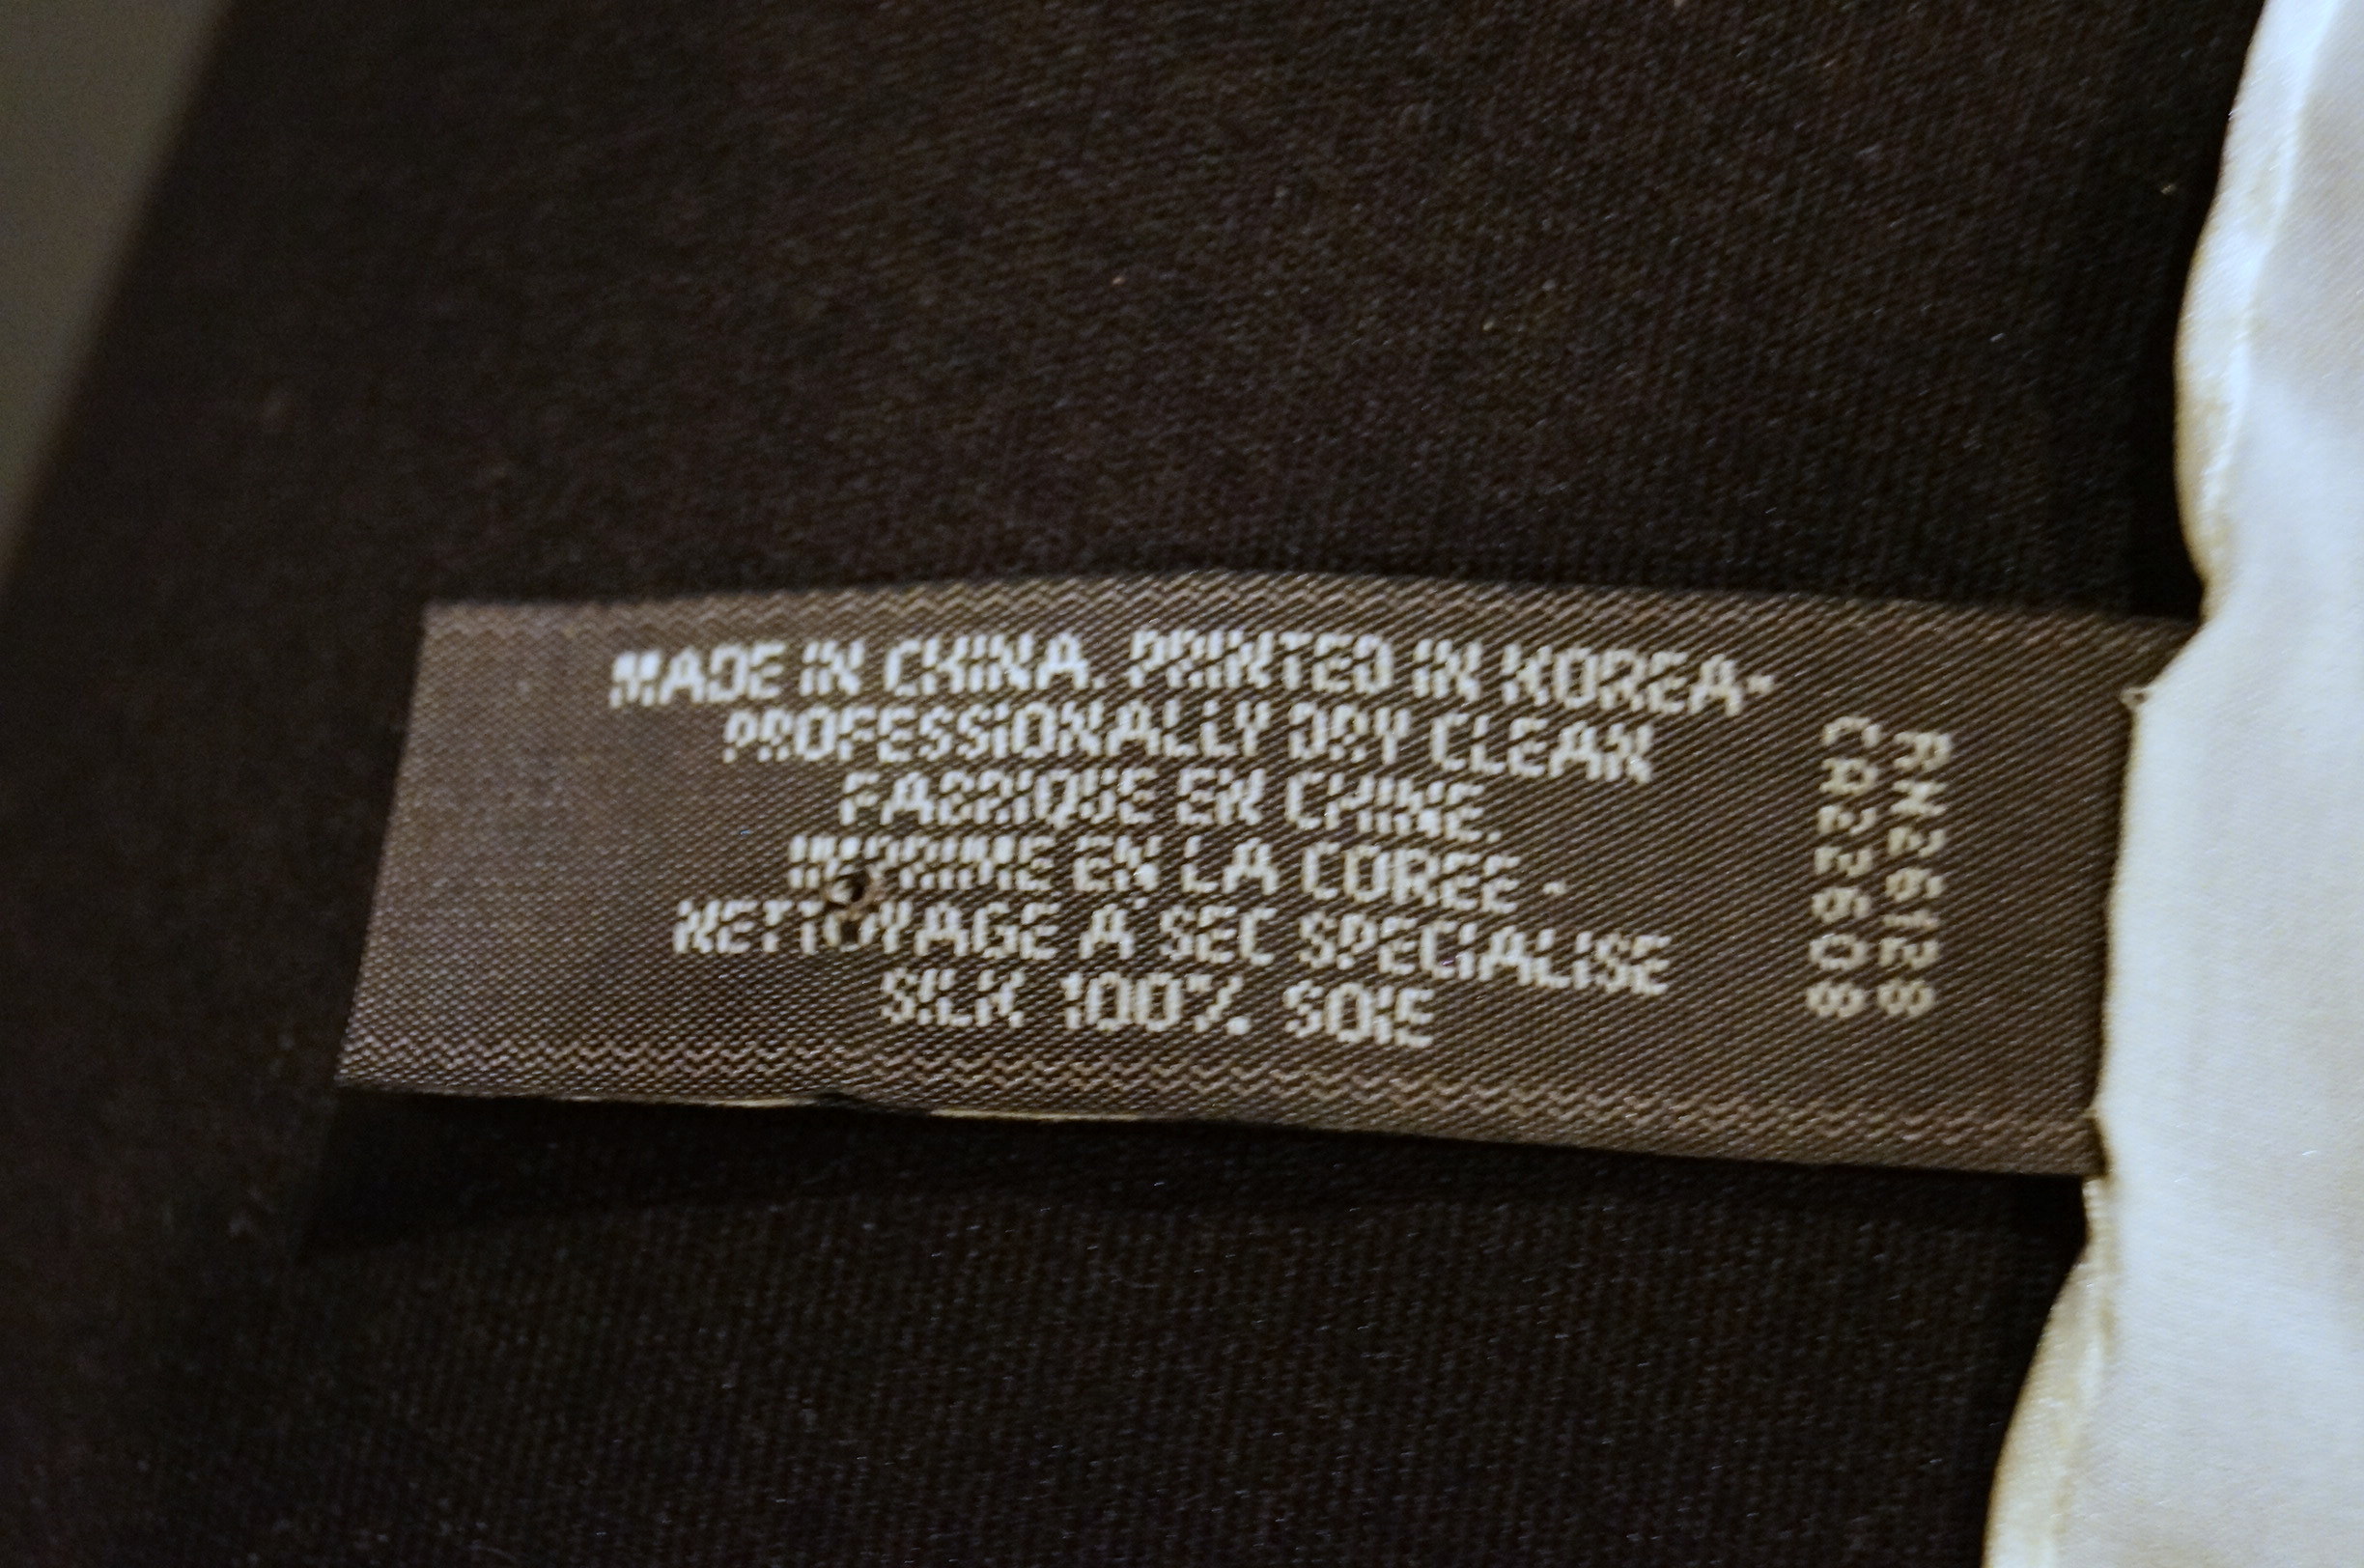 MADE IN CHINA. PRINTED IN KOREA-
PROFESSIONALLY DRY CLEAN
FABRIQUE EN CHINE.
IMPRIME EN LA COREE -
NETTOYAGE A SEC SPECIALISE
SILK 100% SOIE
RN26128
CA22608